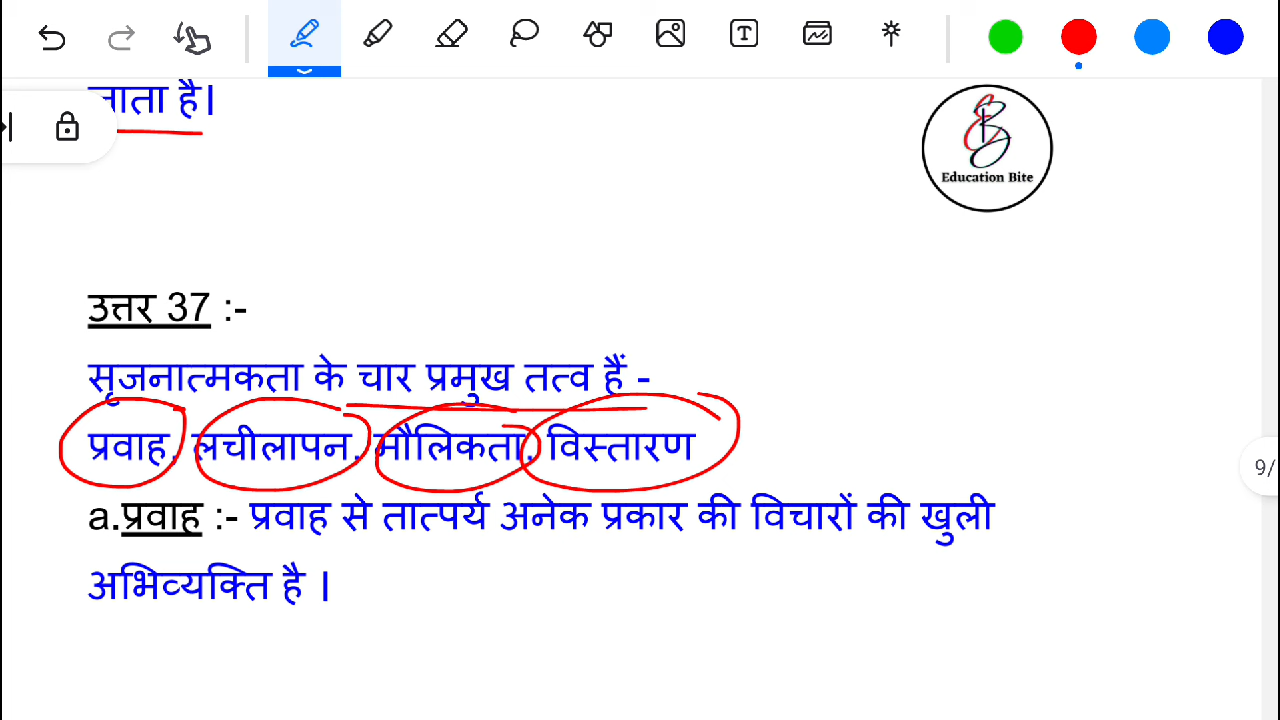 जाता है।
Education Bite
उत्तर 37 :-
सृजनात्मकता के चार प्रमुख तत्व हैं -
प्रवाह, लचीलापन, मौलिकता, विस्तारण
9/
a.प्रवाह :- प्रवाह से तात्पर्य अनेक प्रकार की विचारों की खुली
अभिव्यक्ति है ।